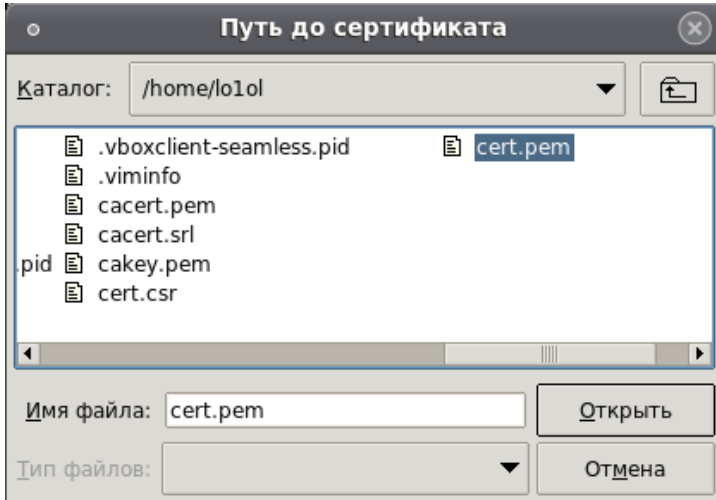 Путь до сертификата
Каталог: /home/lo1ol
.vboxclient-seamless.pid
.viminfo
cacert.pem
cacert.srl
.pid cakey.pem
cert.csr
cert.pem
Имя файла: cert.pem
Открыть
Тип файлов:
Отмена